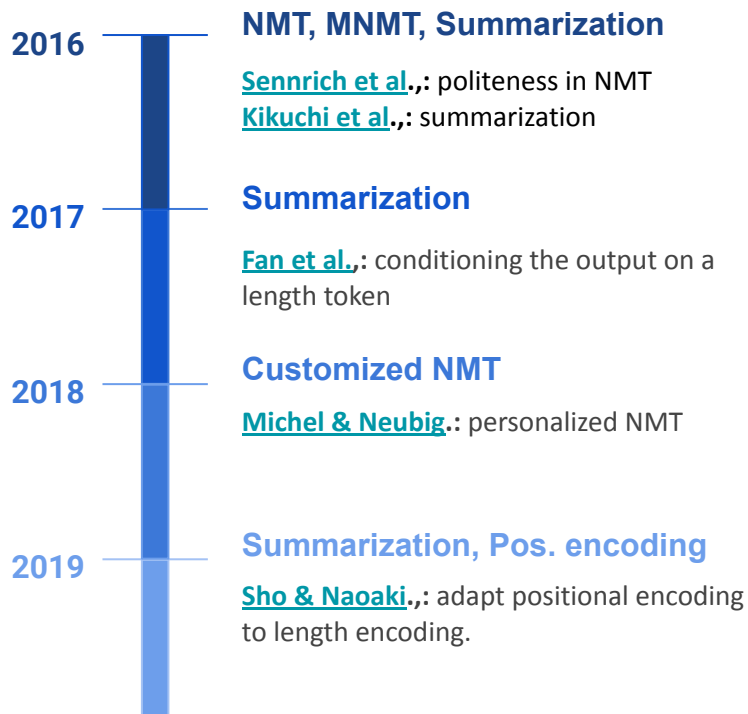 2016
NMT, MNMT, Summarization
Sennrich et al.,: politeness in NMT
Kikuchi et al.,: summarization
2017
Summarization
Fan et al.,: conditioning the output on a
length token
2018
Customized NMT
Michel & Neubig.: personalized NMT
2019
Summarization, Pos. encoding
Sho & Naoaki.,: adapt positional encoding
to length encoding.